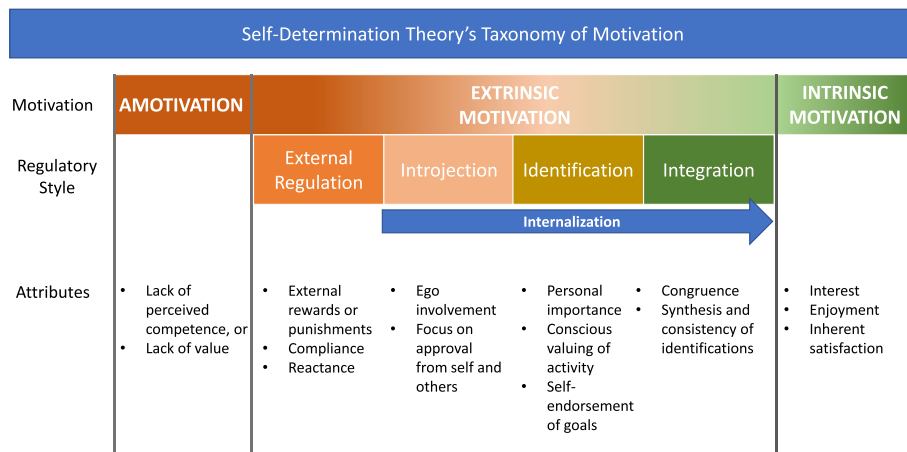 Self-Determination Theory's Taxonomy of Motivation
Motivation
AMOTIVATION
EXTRINSIC
MOTIVATION
INTRINSIC
MOTIVATION
Regulatory
Style
External
Regulation
Introjection
Identification
Integration
Internalization
Attributes
• Lack of
perceived
competence, or
• Lack of value
• External
rewards or
punishments
• Compliance
• Reactance
• Ego
involvement
• Focus on
approval
from self and
others
• Personal
importance
• Conscious
valuing of
activity
• Self-
endorsement
of goals
• Congruence
• Synthesis and
consistency of
identifications
• Interest
• Enjoyment
• Inherent
satisfaction